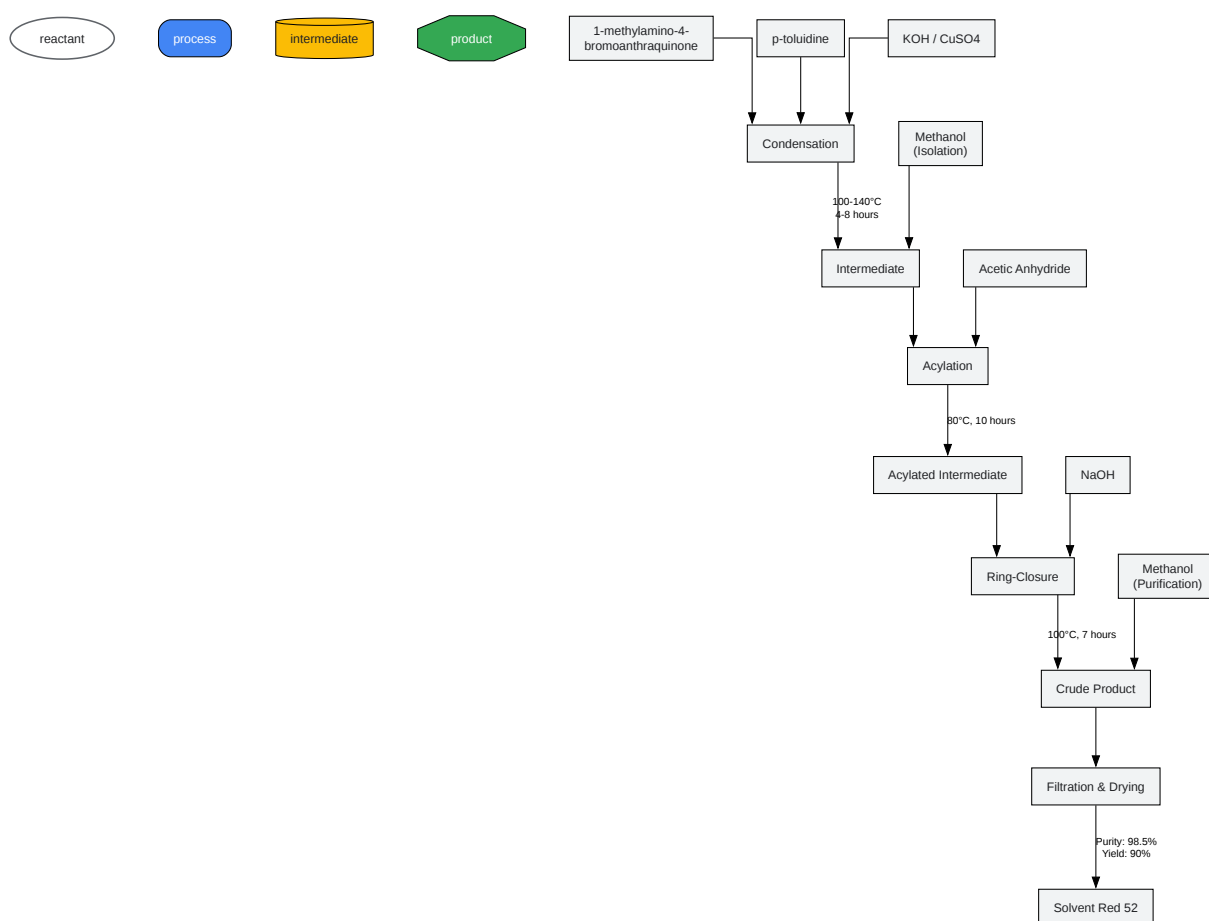 reactant
process
intermediate
product
1-methylamino-4-
bromoanthraquinone
p-toluidine
KOH / CuSO4
Condensation
Methanol
(Isolation)
100-140°C
4-8 hours
Intermediate
Acetic Anhydride
Acylation
80°C, 10 hours
Acylated Intermediate
NaOH
Ring-Closure
Methanol
(Purification)
100°C, 7 hours
Crude Product
Filtration & Drying
Purity: 98.5%
Yield: 90%
Solvent Red 52